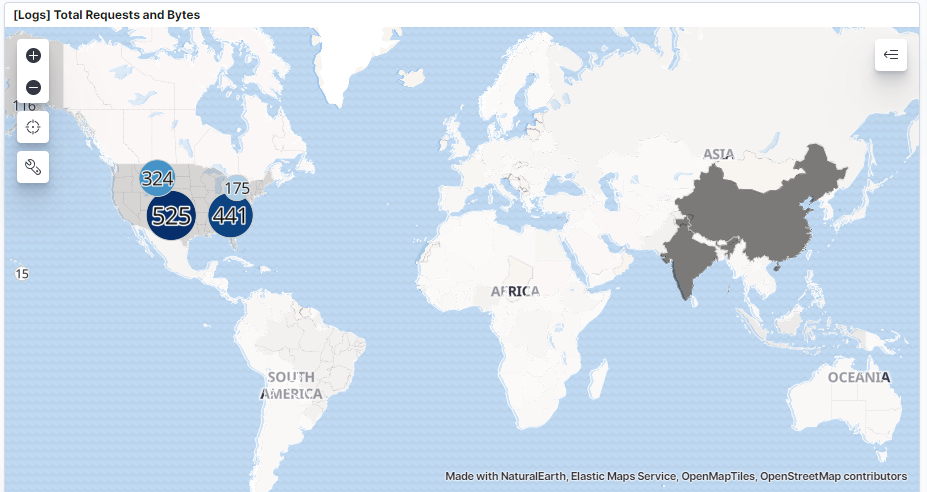 [Logs] Total Requests and Bytes
116
324
175
525
441
ASIA
15
AFRICA
SOUTH
AMERICA
OCEANIA
Made with NaturalEarth, Elastic Maps Service, OpenMapTiles, OpenStreetMap contributors